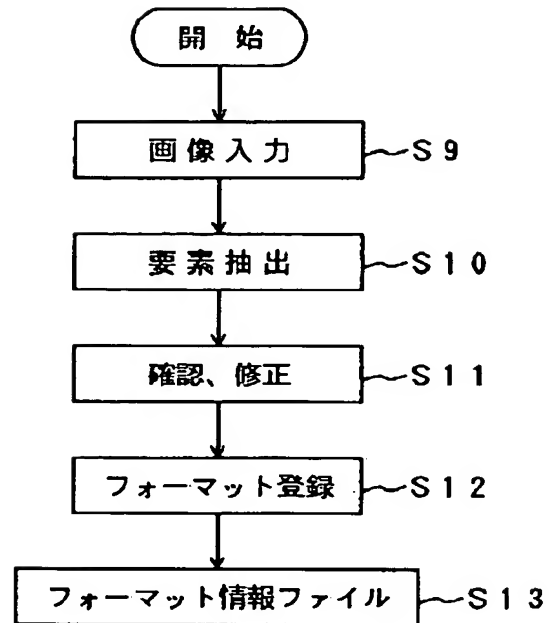 開 始
画像入力 S9
要素抽出 S10
確認、修正 S11
フォーマット登録 S12
フォーマット情報ファイル S13